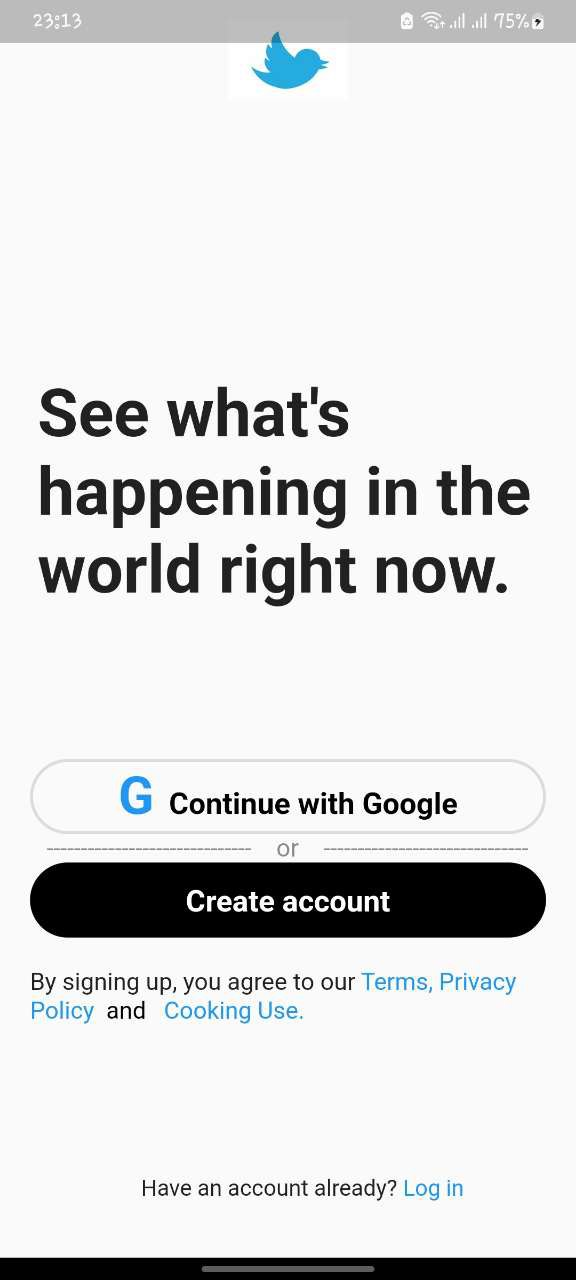 23:13 75%
See what's
happening in the
world right now.
G Continue with Google
------------------------------ or ------------------------------
Create account
By signing up, you agree to our Terms, Privacy
Policy and Cooking Use.
Have an account already? Log in